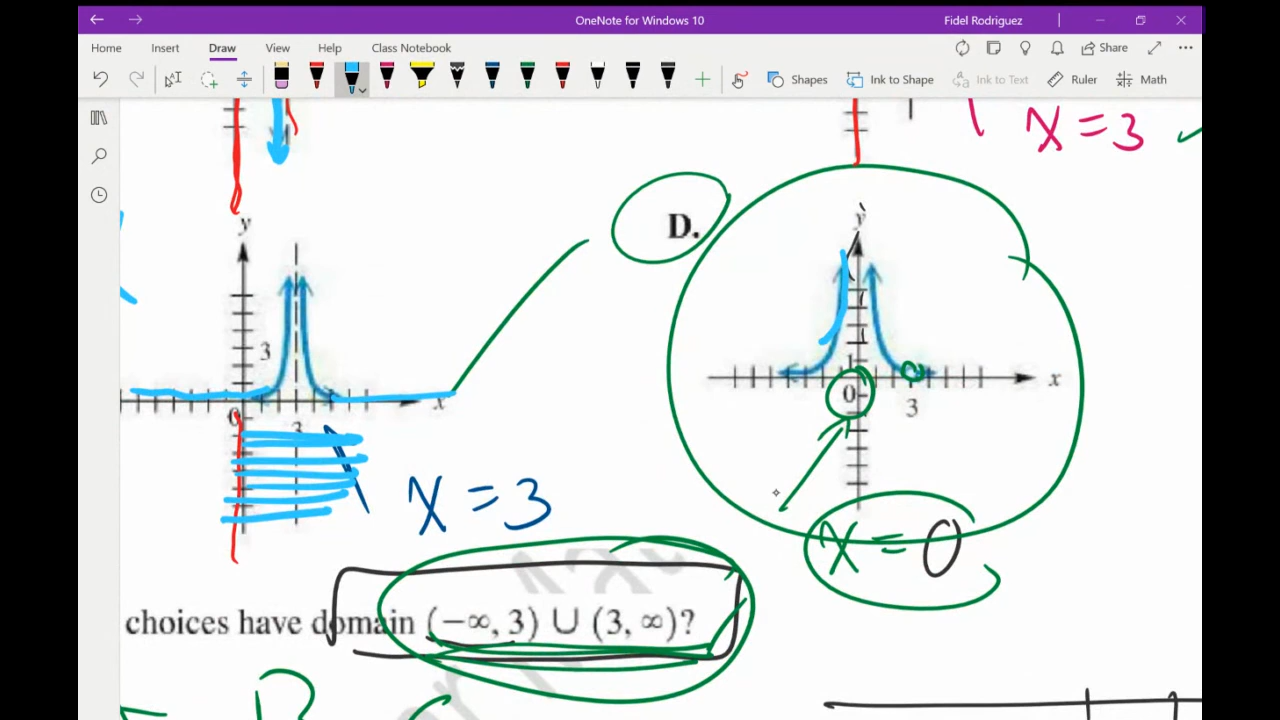 OneNote for Windows 10
Fidel Rodriguez
Home Insert Draw View Help Class Notebook
Share
Shapes Ink to Shape Ink to Text Ruler Math
x = 3
y
3
0
3
x
x = 3
D.
y
0
3
x
x = 0
choices have domain (−∞, 3) ∪ (3, ∞)?